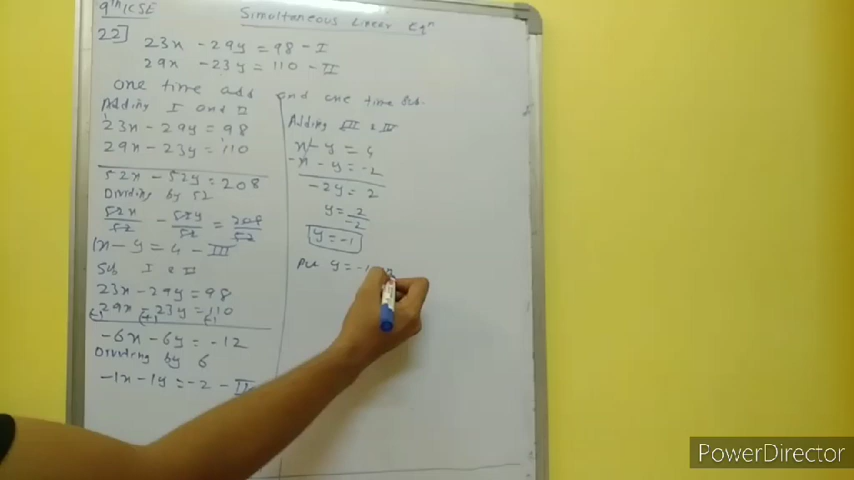 9th ICSE
Simultaneous Linear Eqn
22]
23x - 29y = 98 - I
29x - 23y = 110 - II
one time add and one time sub.
Adding I and II
23x - 29y = 98
29x - 23y = 110
52x - 52y = 208
Dividing by 52
52x/52 - 52y/52 = 208/52
1x - y = 4 - III
Sub I & II
23x - 29y = 98
29x - 23y = 110
(-) (+) (-)
-6x - 6y = -12
Dividing by 6
-1x - 1y = -2 -
Adding III & IV
x - y = 4
-x - y = -2
-2y = 2
y = 2/-2
y = -1
Put y = -1
PowerDirector